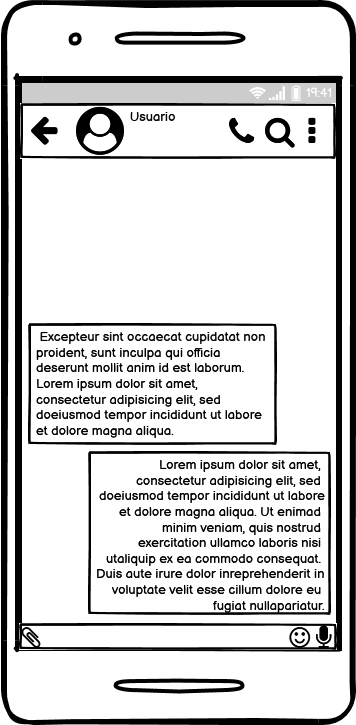 19:41
Usuario
Excepteur sint occaecat cupidatat non
proident, sunt inculpa qui officia
deserunt mollit anim id est laborum.
Lorem ipsum dolor sit amet,
consectetur adipisicing elit, sed
doeiusmod tempor incididunt ut labore
et dolore magna aliqua.
Lorem ipsum dolor sit amet,
consectetur adipisicing elit, sed
doeiusmod tempor incididunt ut labore
et dolore magna aliqua. Ut enimad
minim veniam, quis nostrud
exercitation ullamco laboris nisi
utaliquip ex ea commodo consequat.
Duis aute irure dolor inreprehenderit in
voluptate velit esse cillum dolore eu
fugiat nullapariatur.